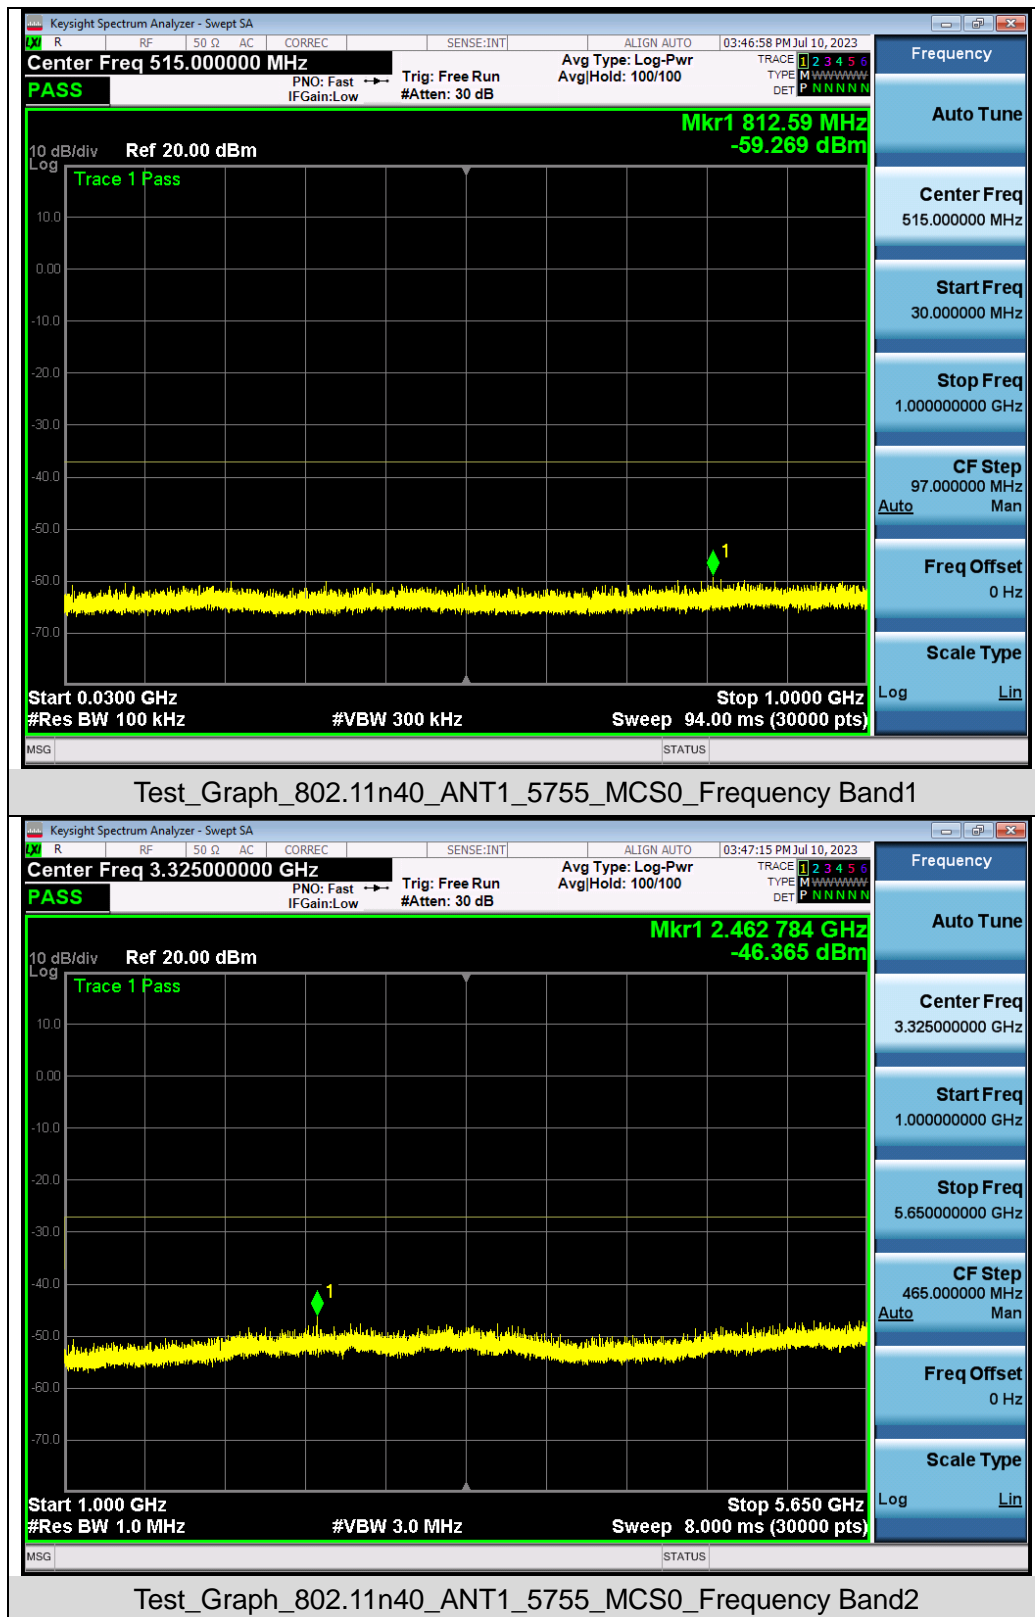 Keysight Spectrum Analyzer - Swept SA
LXI R RF 50 Ω AC CORREC SENSE:INT ALIGN AUTO 03:46:58 PM Jul 10, 2023
Center Freq 515.000000 MHz
PASS
PNO: Fast
IFGain:Low
Trig: Free Run
#Atten: 30 dB
Avg Type: Log-Pwr
Avg|Hold: 100/100
TRACE 1 2 3 4 5 6
TYPE M WWWWW
DET P N N N N N
Mkr1 812.59 MHz
-59.269 dBm
10 dB/div Ref 20.00 dBm
Log
Trace 1 Pass
10.0
0.00
-10.0
-20.0
-30.0
-40.0
-50.0
-60.0
-70.0
1
Start 0.0300 GHz Stop 1.0000 GHz
#Res BW 100 kHz #VBW 300 kHz Sweep 94.00 ms (30000 pts)
MSG STATUS
Frequency
Auto Tune
Center Freq
515.000000 MHz
Start Freq
30.000000 MHz
Stop Freq
1.000000000 GHz
CF Step
97.000000 MHz
Auto Man
Freq Offset
0 Hz
Scale Type
Log Lin
Test_Graph_802.11n40_ANT1_5755_MCS0_Frequency Band1
Keysight Spectrum Analyzer - Swept SA
LXI R RF 50 Ω AC CORREC SENSE:INT ALIGN AUTO 03:47:15 PM Jul 10, 2023
Center Freq 3.325000000 GHz
PASS
PNO: Fast
IFGain:Low
Trig: Free Run
#Atten: 30 dB
Avg Type: Log-Pwr
Avg|Hold: 100/100
TRACE 1 2 3 4 5 6
TYPE M WWWWW
DET P N N N N N
Mkr1 2.462 784 GHz
-46.365 dBm
10 dB/div Ref 20.00 dBm
Log
Trace 1 Pass
10.0
0.00
-10.0
-20.0
-30.0
-40.0
-50.0
-60.0
-70.0
1
Start 1.000 GHz Stop 5.650 GHz
#Res BW 1.0 MHz #VBW 3.0 MHz Sweep 8.000 ms (30000 pts)
MSG STATUS
Frequency
Auto Tune
Center Freq
3.325000000 GHz
Start Freq
1.000000000 GHz
Stop Freq
5.650000000 GHz
CF Step
465.000000 MHz
Auto Man
Freq Offset
0 Hz
Scale Type
Log Lin
Test_Graph_802.11n40_ANT1_5755_MCS0_Frequency Band2